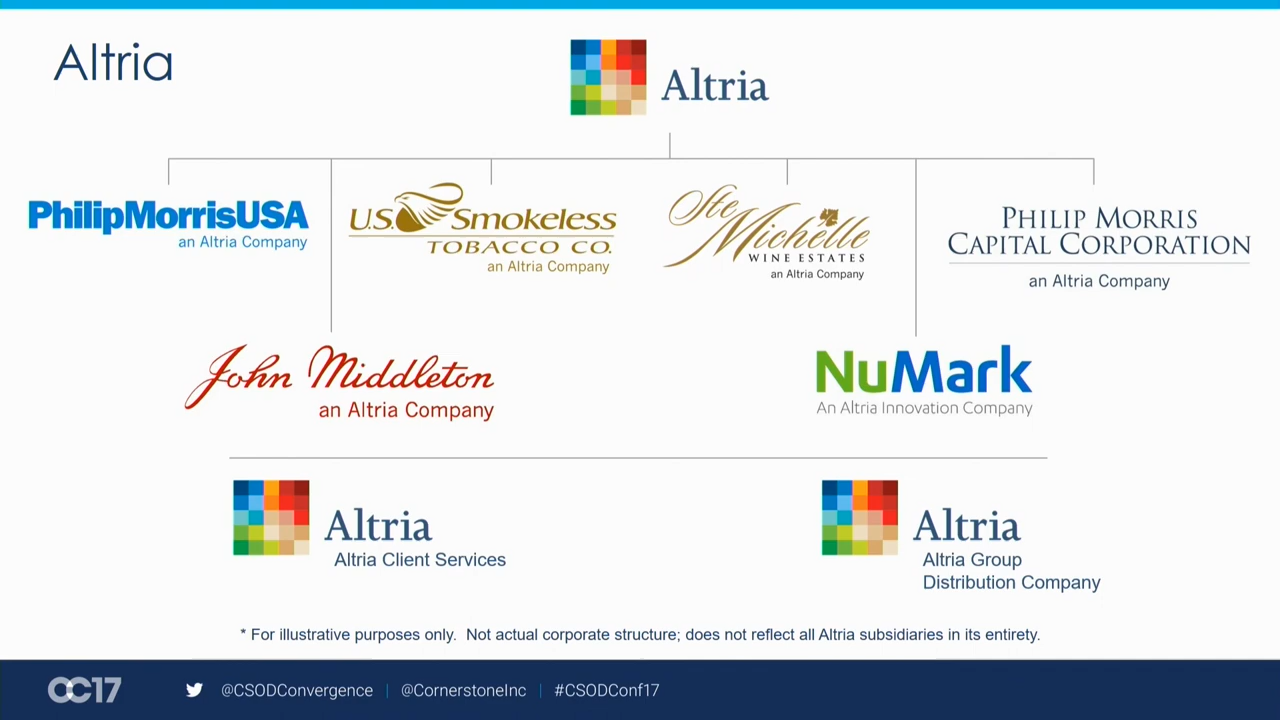 Altria
Altria
PhilipMorrisUSA
an Altria Company
U.S. Smokeless
TOBACCO CO.
an Altria Company
Ste
Michelle
WINE ESTATES
an Altria Company
PHILIP MORRIS
CAPITAL CORPORATION
an Altria Company
John Middleton
an Altria Company
NuMark
An Altria Innovation Company
Altria
Altria Client Services
Altria
Altria Group
Distribution Company
* For illustrative purposes only. Not actual corporate structure; does not reflect all Altria subsidiaries in its entirety.
CC17
@CSODConvergence | @CornerstoneInc | #CSODConf17